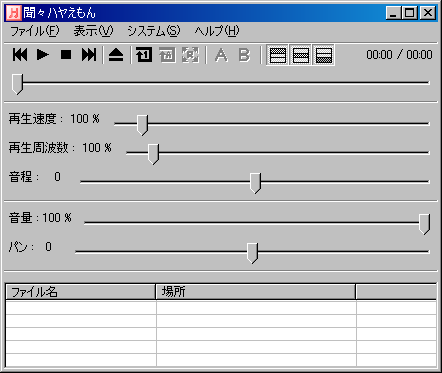 聞々ハヤえもん
ファイル(F) 表示(V) システム(S) ヘルプ(H)
1 1 A B 00:00 / 00:00
再生速度： 100 %
再生周波数： 100 %
音程： 0
音量：100 %
パン： 0
ファイル名 場所